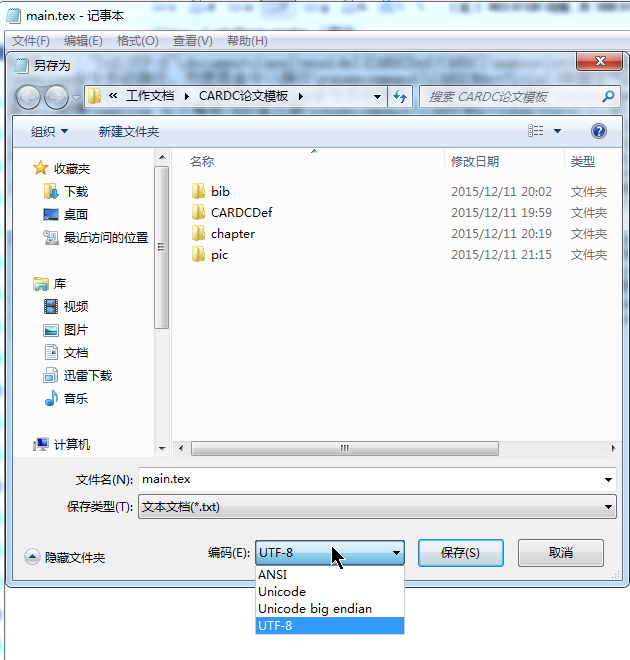 main.tex - 记事本
文件(F) 编辑(E) 格式(O) 查看(V) 帮助(H)
另存为
« 工作文档 CARDC论文模板
搜索 CARDC论文模板
组织 新建文件夹
收藏夹
下载
桌面
最近访问的位置
库
视频
图片
文档
迅雷下载
音乐
计算机
名称 修改日期 类型
bib 2015/12/11 20:02 文件夹
CARDCDef 2015/12/11 19:59 文件夹
chapter 2015/12/11 20:19 文件夹
pic 2015/12/11 21:15 文件夹
文件名(N): main.tex
保存类型(T): 文本文档(*.txt)
隐藏文件夹 编码(E): UTF-8 保存(S) 取消
ANSI
Unicode
Unicode big endian
UTF-8